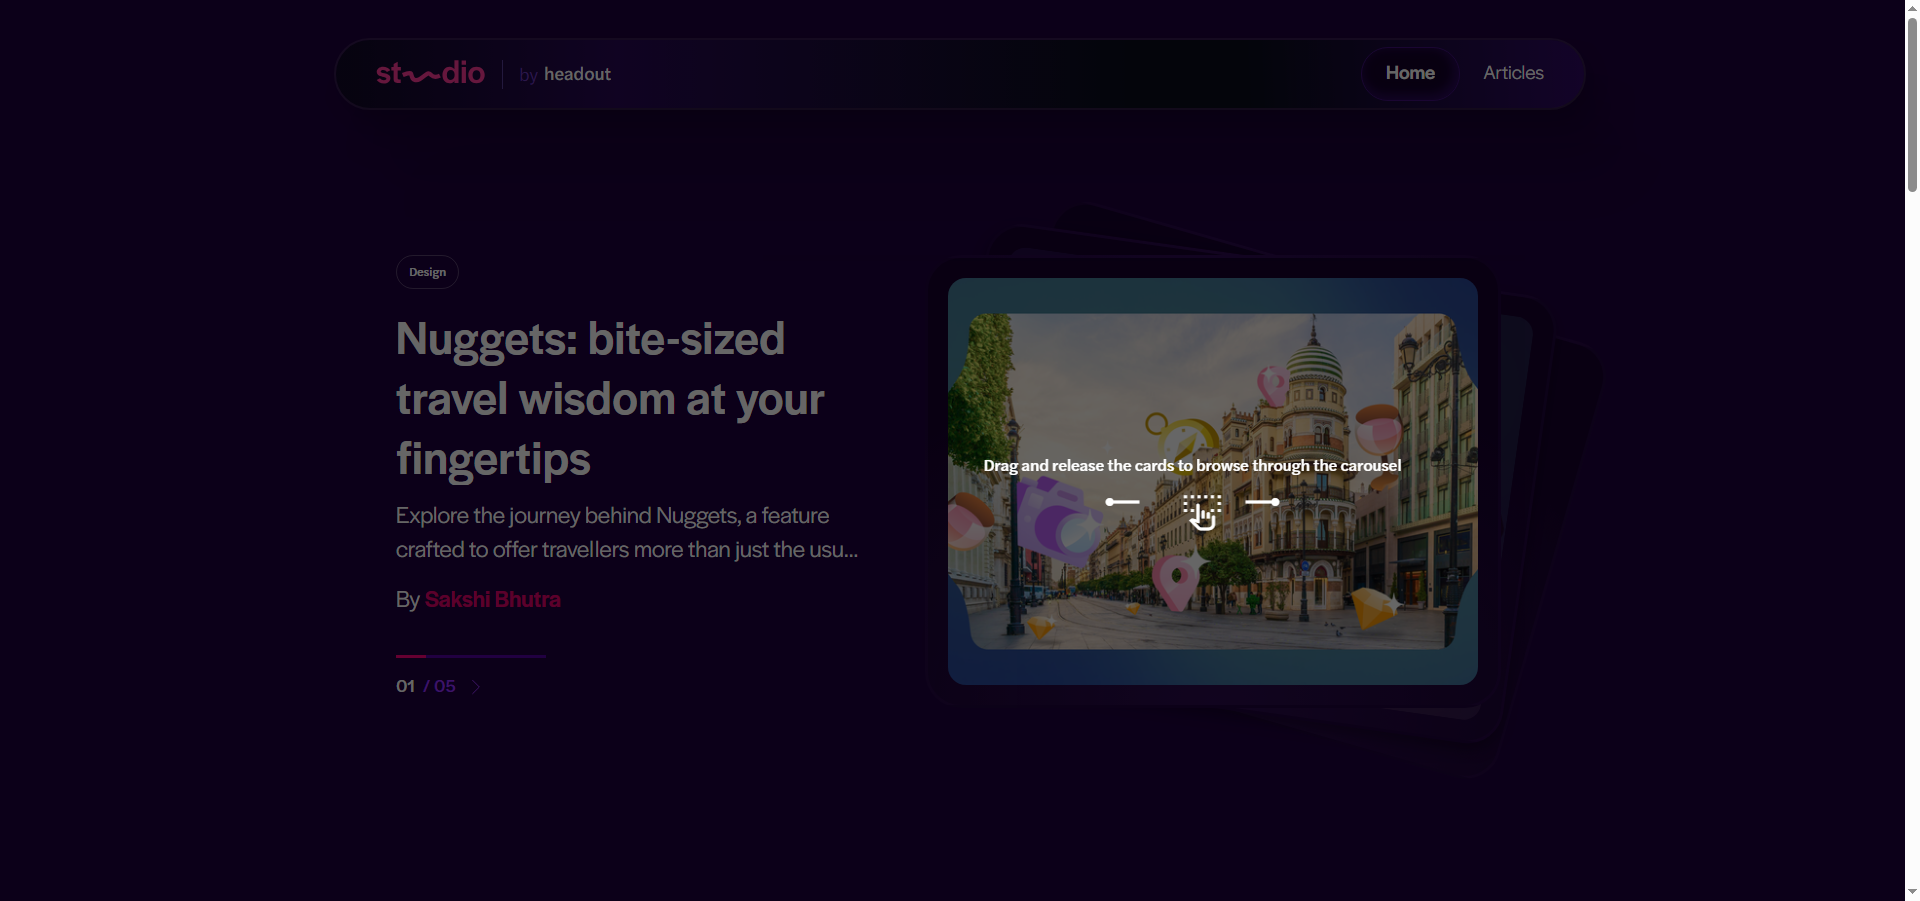 studio
by headout
Home
Articles
Design
Nuggets: bite-sized
travel wisdom at your
fingertips
Explore the journey behind Nuggets, a feature
crafted to offer travellers more than just the usu...
By Sakshi Bhutra
01 / 05
Drag and release the cards to browse through the carousel